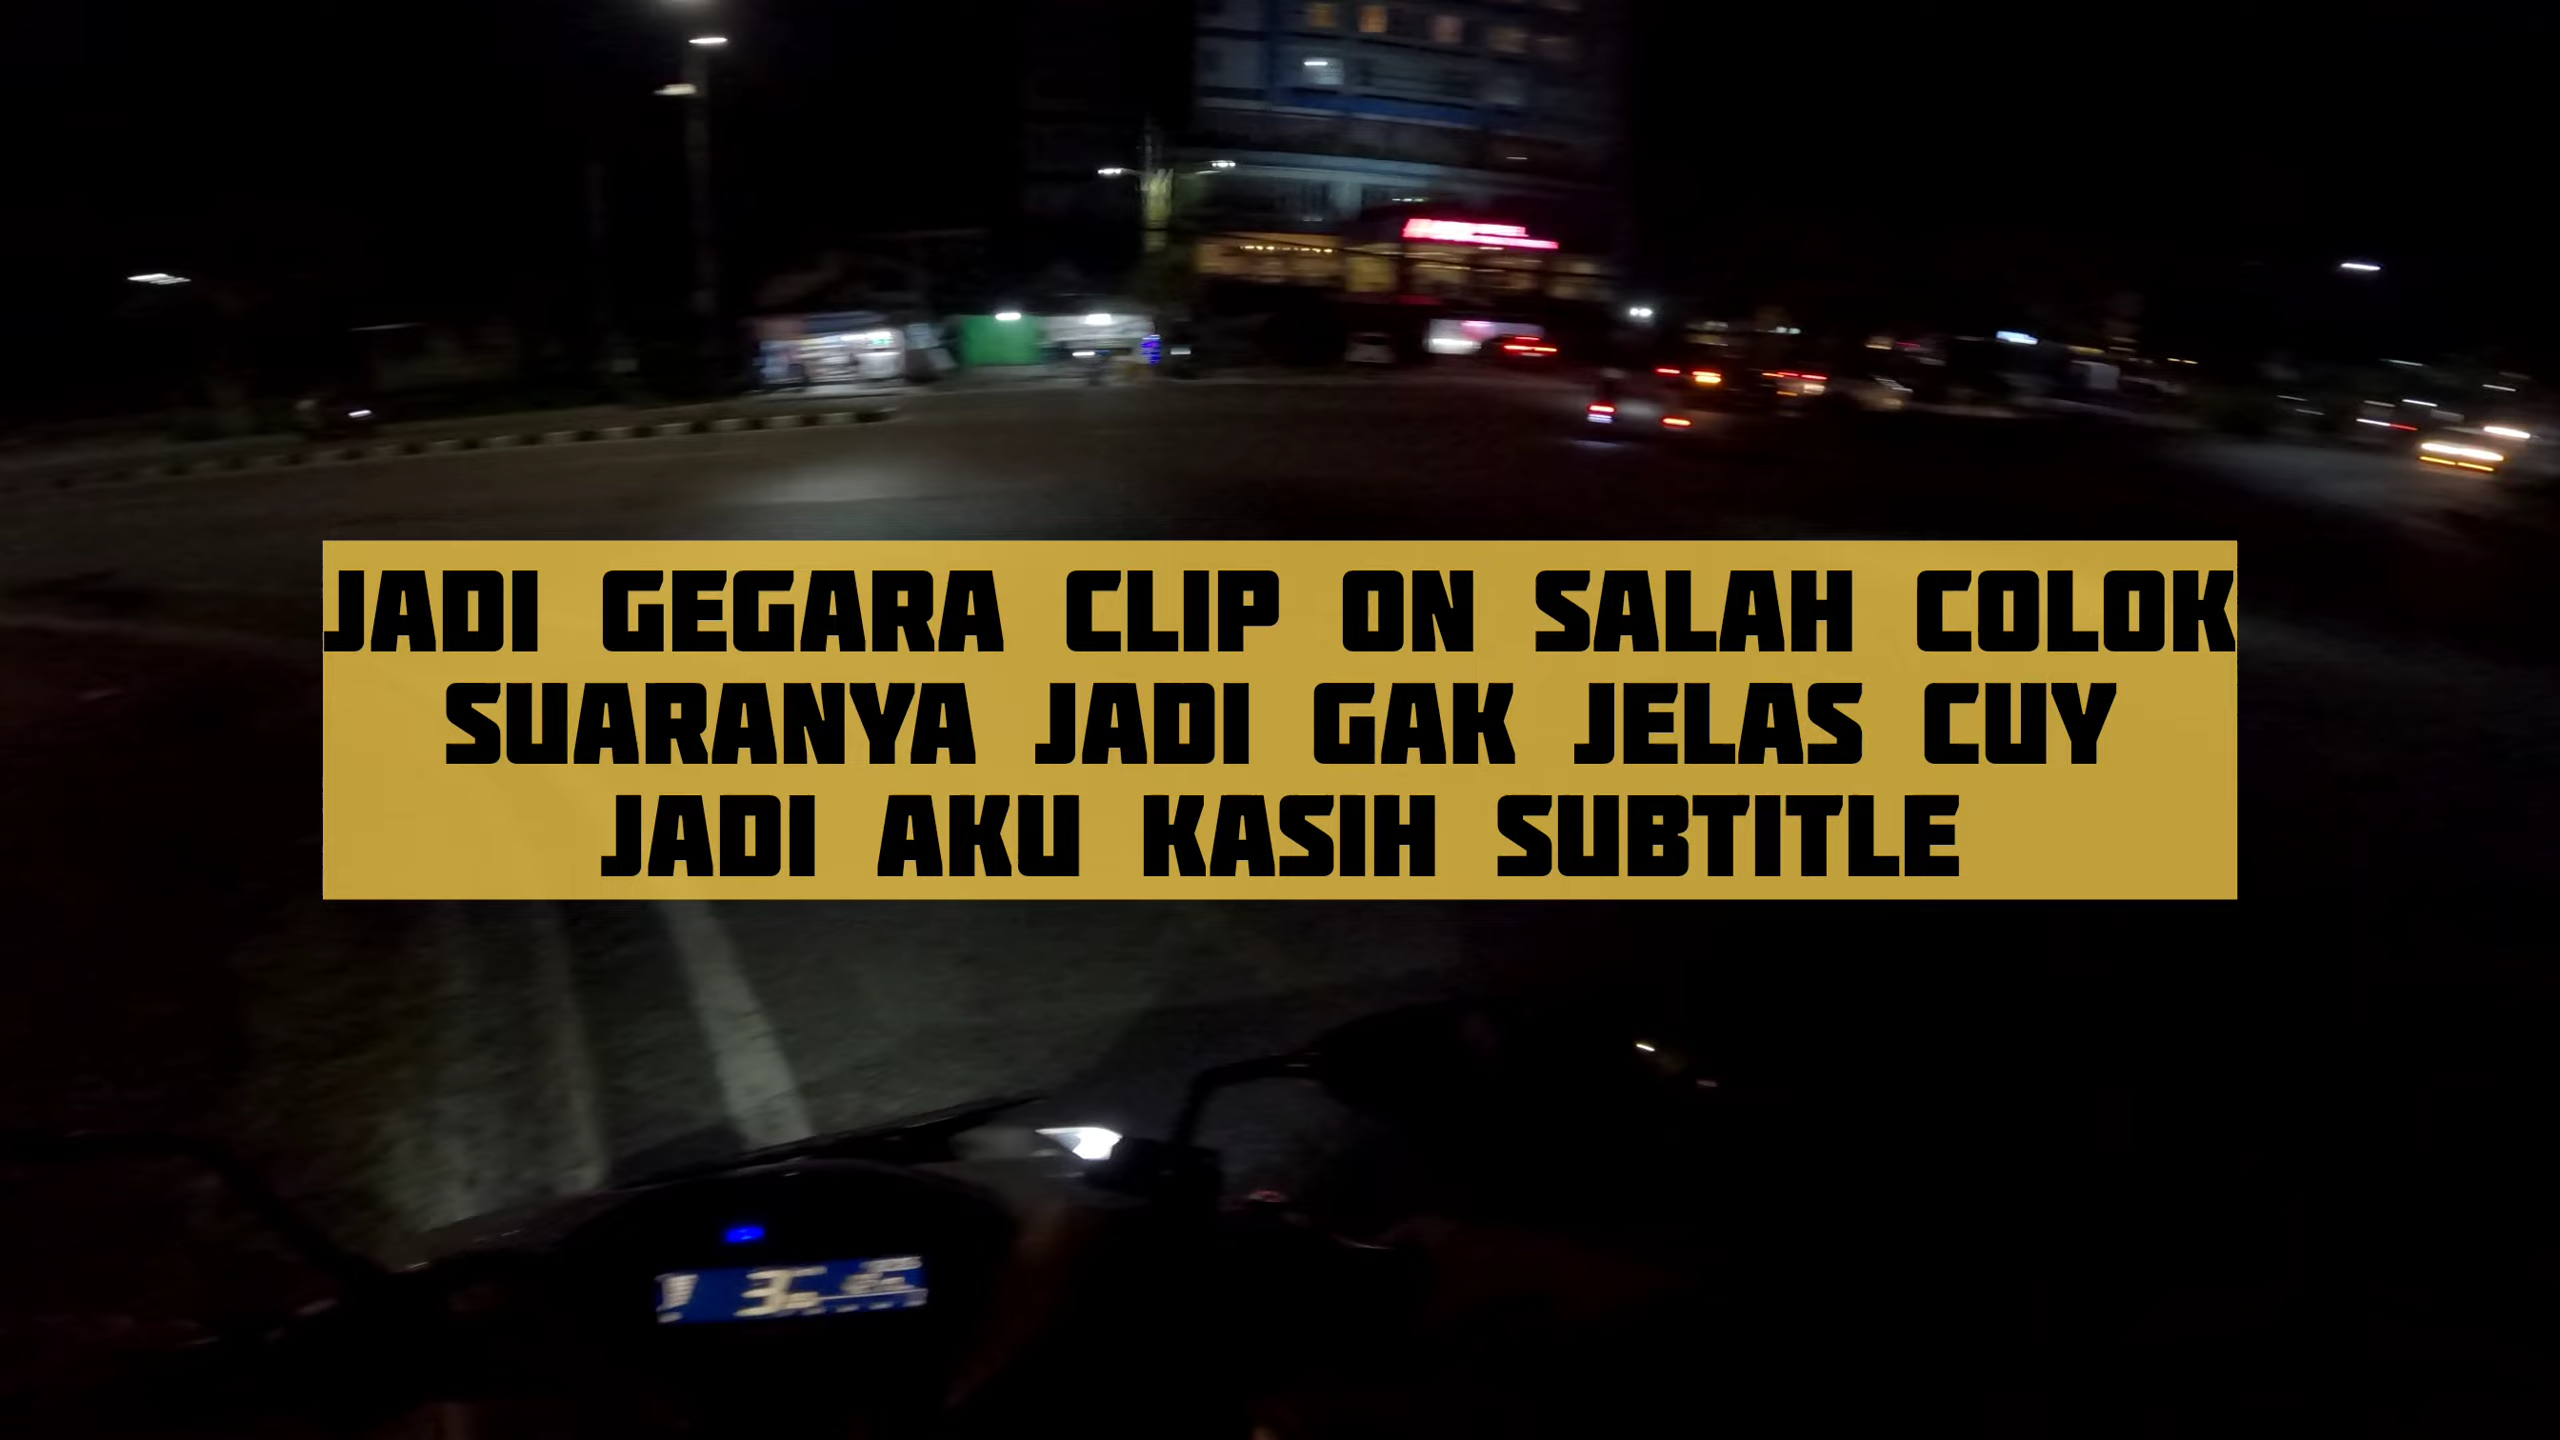 JADI GEGARA CLIP ON SALAH COLOK
SUARANYA JADI GAK JELAS CUY
JADI AKU KASIH SUBTITLE